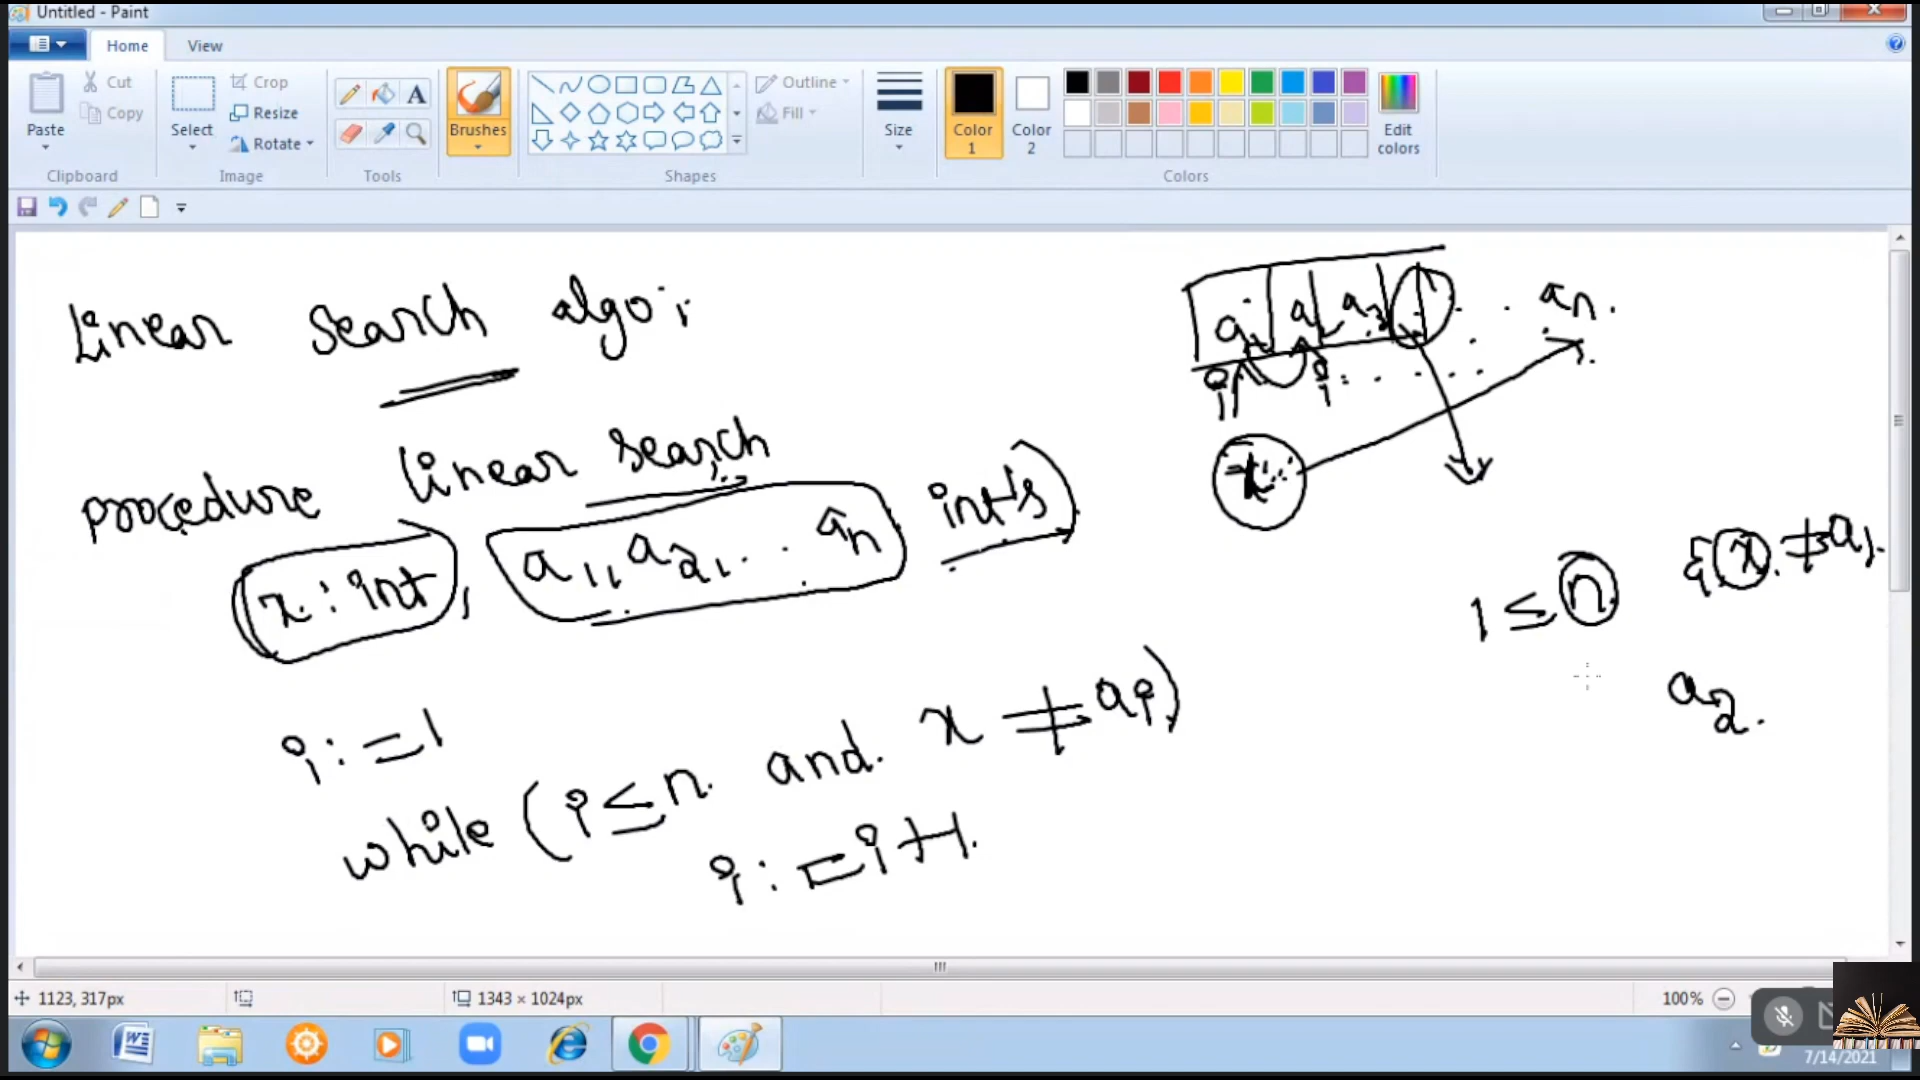 Untitled - Paint
Home View
Paste
Cut
Copy
Clipboard
Select
Crop
Resize
Rotate
Image
Tools
Brushes
Shapes
Outline
Fill
Size
Color 1
Color 2
Edit colors
Colors
Linear search algo:
a1 a2 a3 . . . an.
i i . . . .
x
procedure linear search
x : int, a1, a2, . . . an int's)
1 ≤ n
{x ≠ a1.
a2.
i := 1
while (i ≤ n and x ≠ ai)
i := i+1.
1123, 317px
1343 × 1024px
100%
7/14/2021